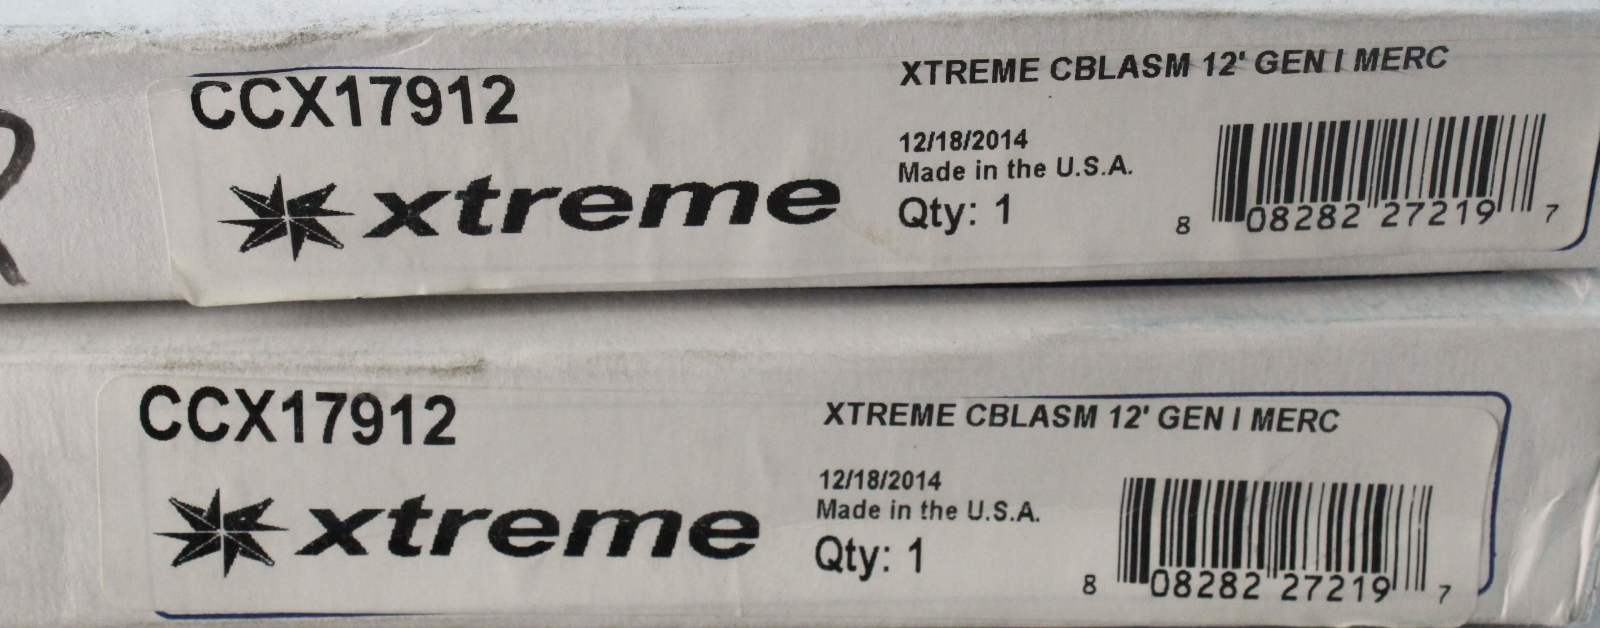 CCX17912
XTREME CBLASM 12' GEN I MERC
12/18/2014
Made in the U.S.A.
xtreme
Qty: 1
8 08282 27219 7
CCX17912
XTREME CBLASM 12' GEN I MERC
12/18/2014
Made in the U.S.A.
xtreme
Qty: 1
8 08282 27219 7